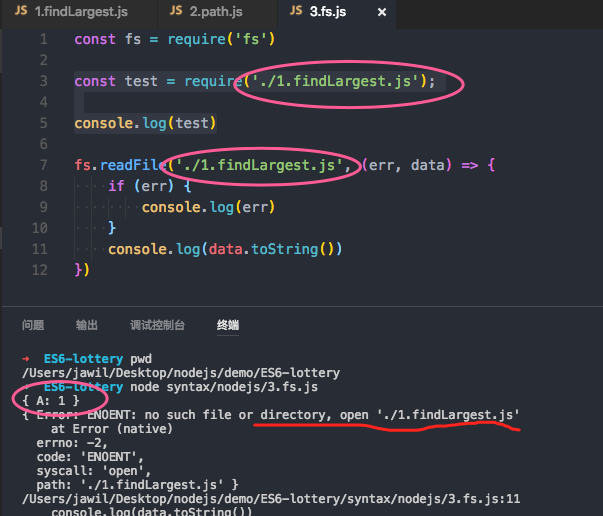 JS 1.findLargest.js JS 2.path.js JS 3.fs.js ×
1 const fs = require('fs')
2
3 const test = require('./1.findLargest.js');
4
5 console.log(test)
6
7 fs.readFile('./1.findLargest.js', (err, data) => {
8 if (err) {
9 console.log(err)
10 }
11 console.log(data.toString())
12 })
问题 输出 调试控制台 终端
➜ ES6-lottery pwd
/Users/jawil/Desktop/nodejs/demo/ES6-lottery
➜ ES6-lottery node syntax/nodejs/3.fs.js
{ A: 1 }
{ Error: ENOENT: no such file or directory, open './1.findLargest.js'
at Error (native)
errno: -2,
code: 'ENOENT',
syscall: 'open',
path: './1.findLargest.js' }
/Users/jawil/Desktop/nodejs/demo/ES6-lottery/syntax/nodejs/3.fs.js:11
console.log(data.toString())